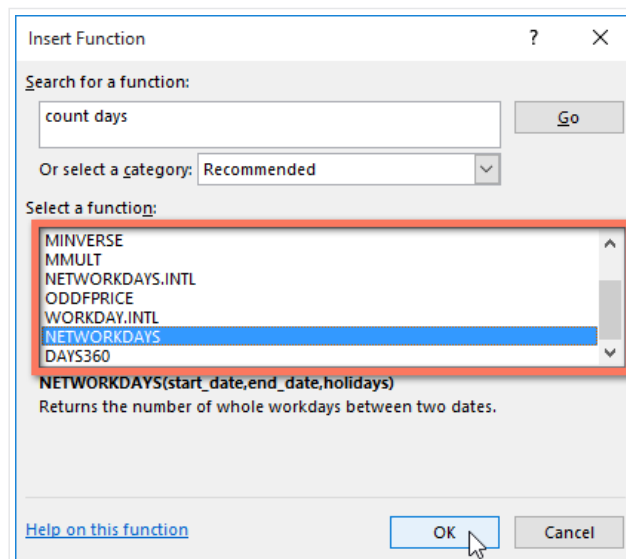 Insert Function ?
Search for a function:
count days Go
Or select a category: Recommended
Select a function:
MINVERSE
MMULT
NETWORKDAYS.INTL
ODDFPRICE
WORKDAY.INTL
NETWORKDAYS
DAYS360
NETWORKDAYS(start_date,end_date,holidays)
Returns the number of whole workdays between two dates.
Help on this function OK Cancel